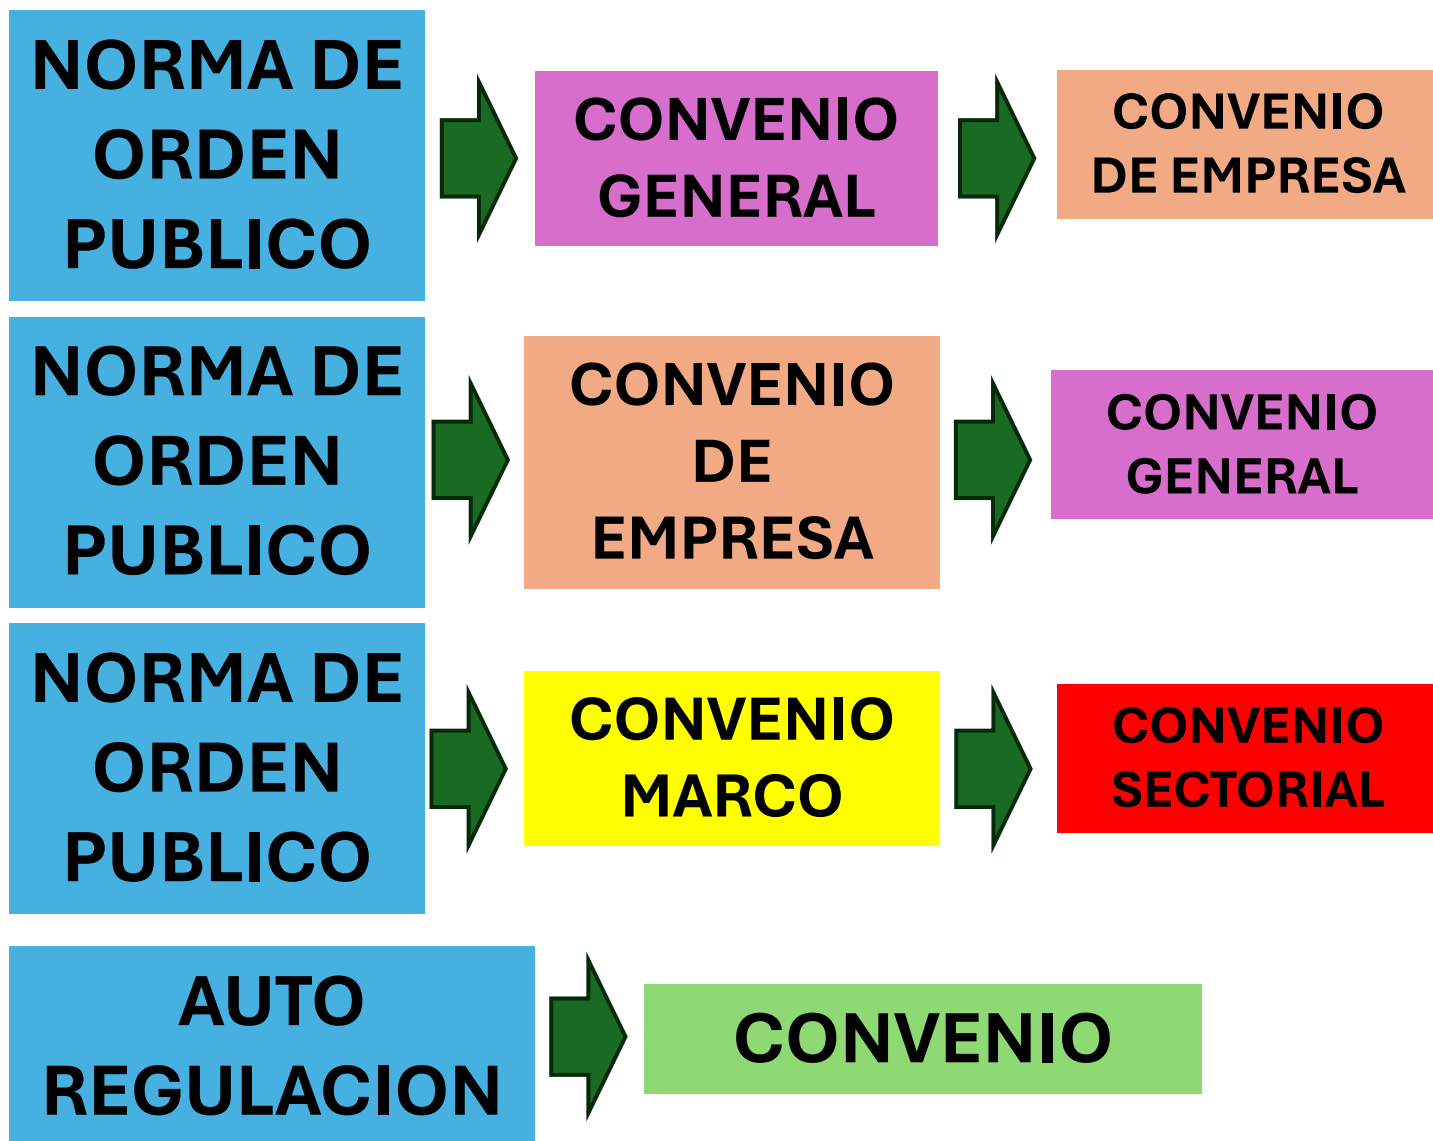 NORMA DE
ORDEN
PUBLICO
CONVENIO
GENERAL
CONVENIO
DE EMPRESA
NORMA DE
ORDEN
PUBLICO
CONVENIO
DE
EMPRESA
CONVENIO
GENERAL
NORMA DE
ORDEN
PUBLICO
CONVENIO
MARCO
CONVENIO
SECTORIAL
AUTO
REGULACION
CONVENIO